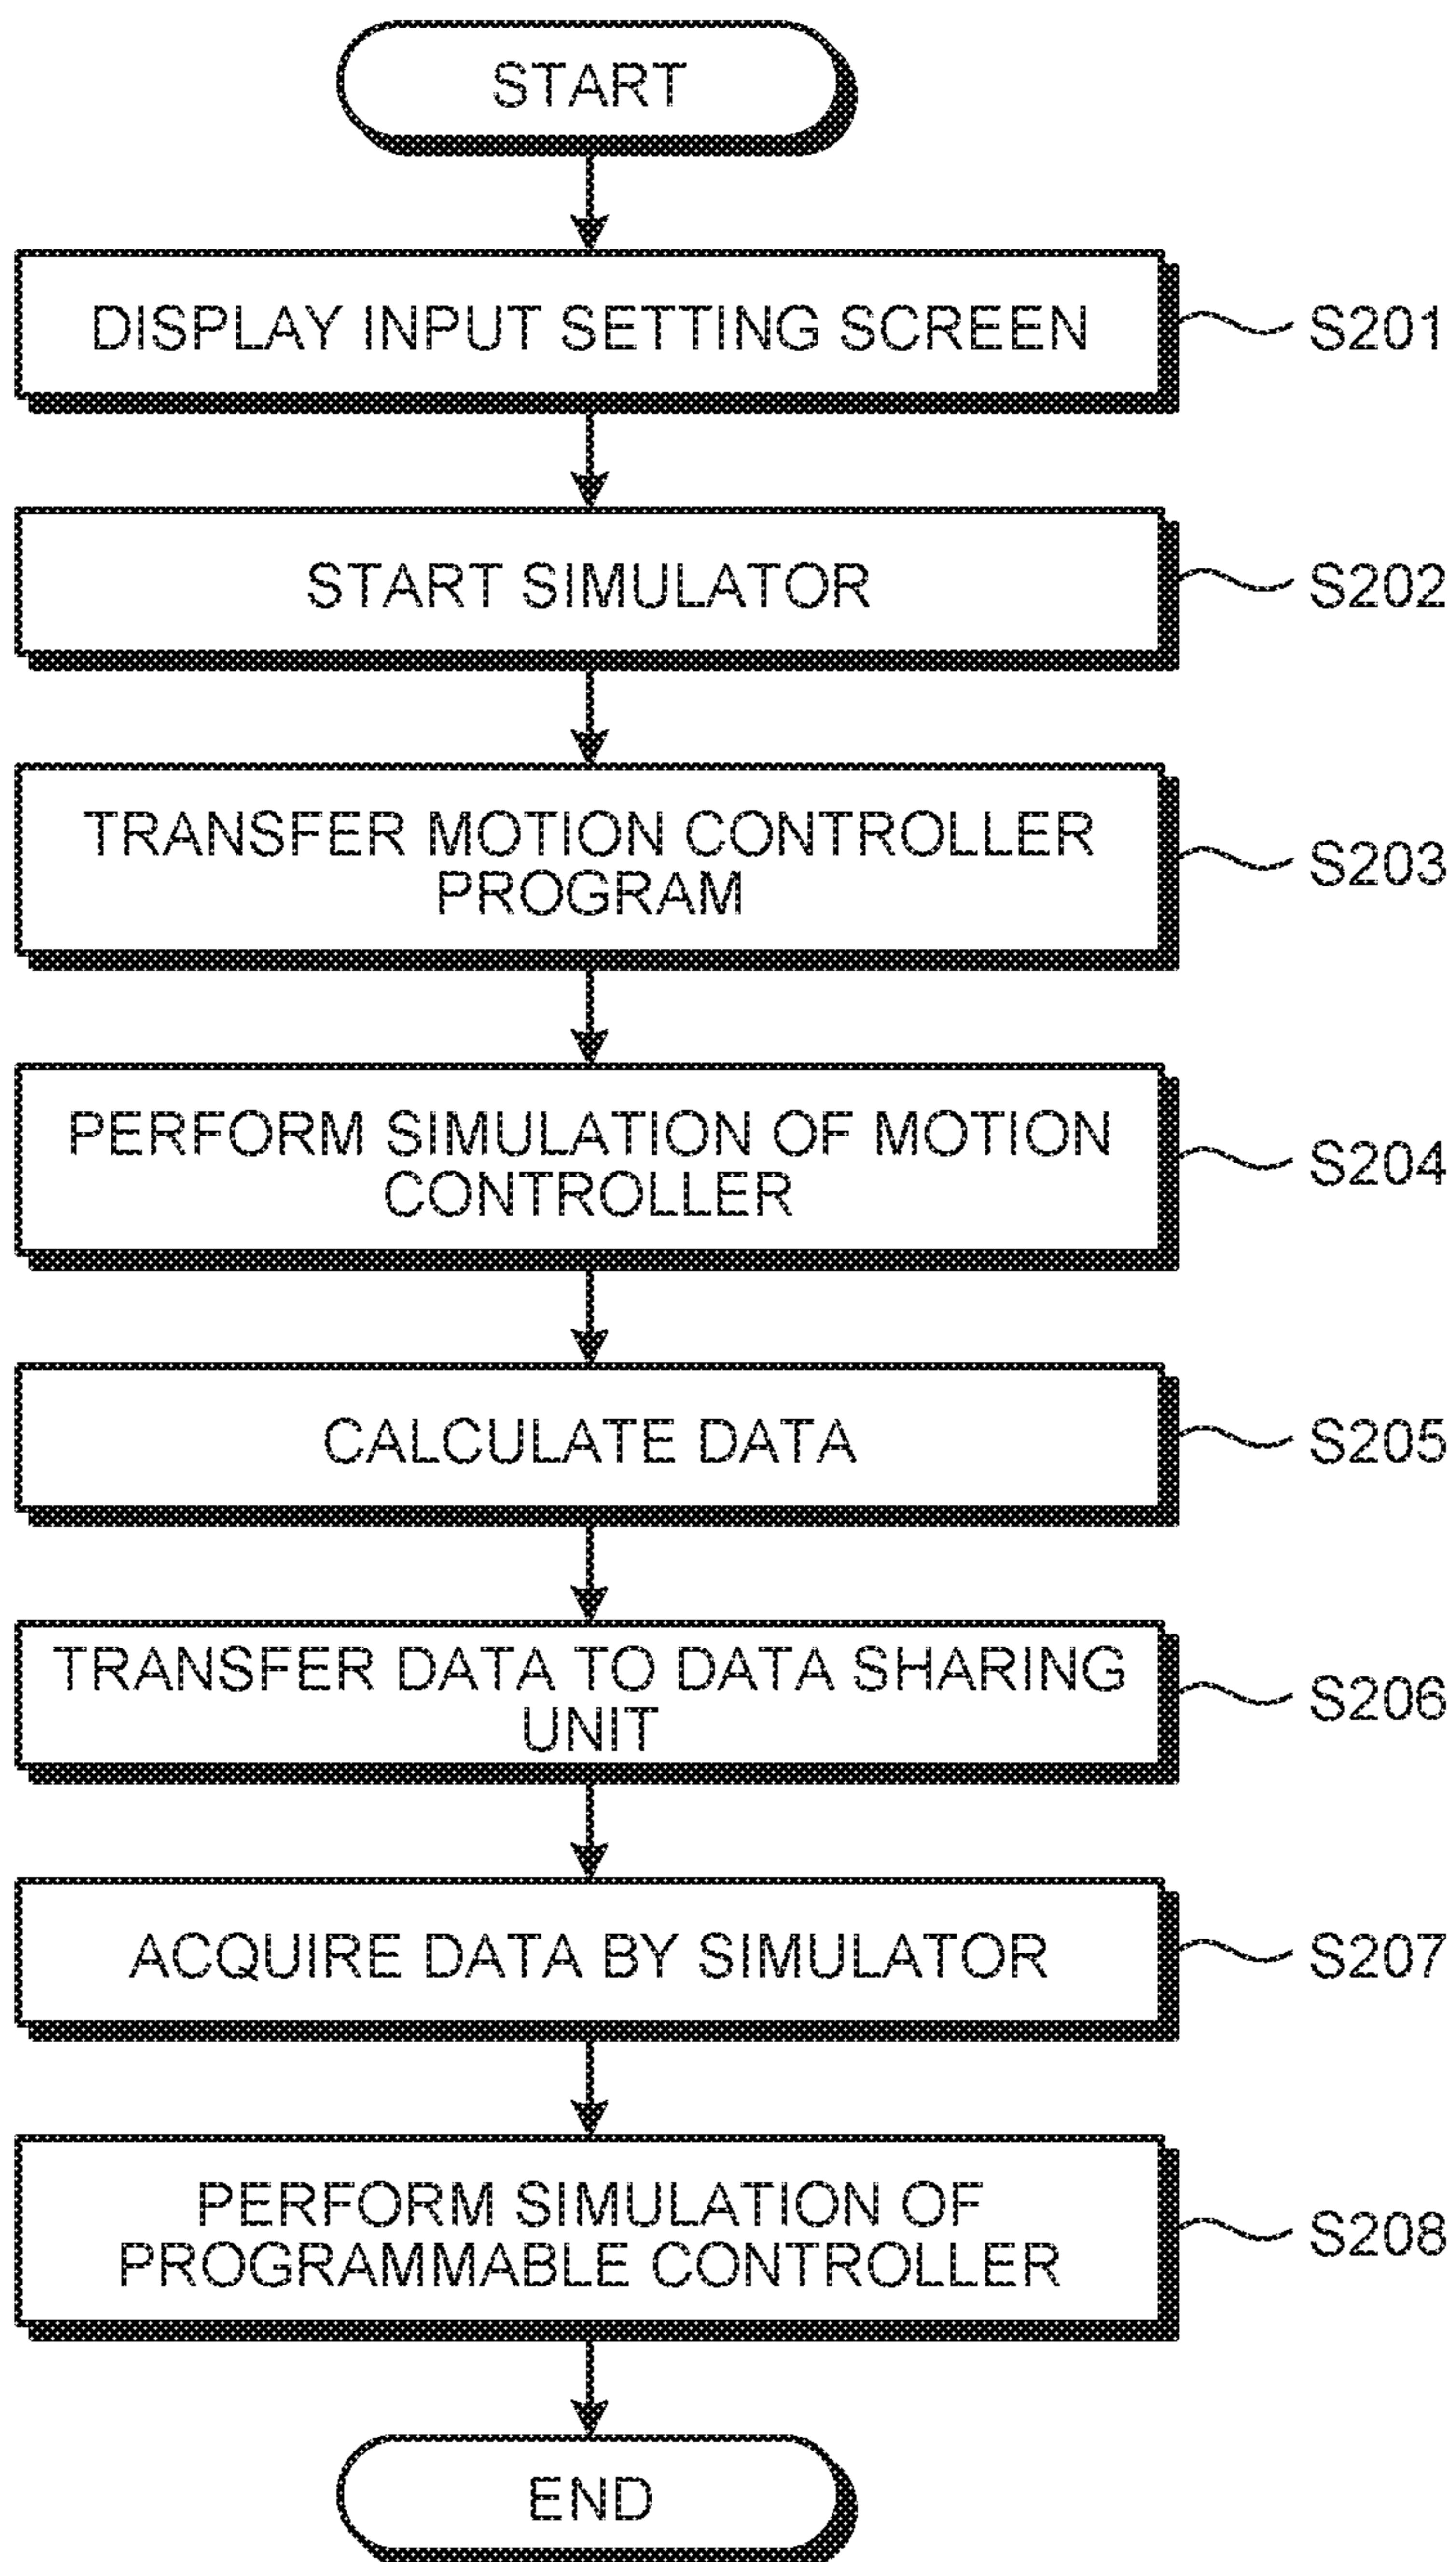 START
DISPLAY INPUT SETTING SCREEN
S201
START SIMULATOR
S202
TRANSFER MOTION CONTROLLER
PROGRAM
S203
PERFORM SIMULATION OF MOTION
CONTROLLER
S204
CALCULATE DATA
S205
TRANSFER DATA TO DATA SHARING
UNIT
S206
ACQUIRE DATA BY SIMULATOR
S207
PERFORM SIMULATION OF
PROGRAMMABLE CONTROLLER
S208
END